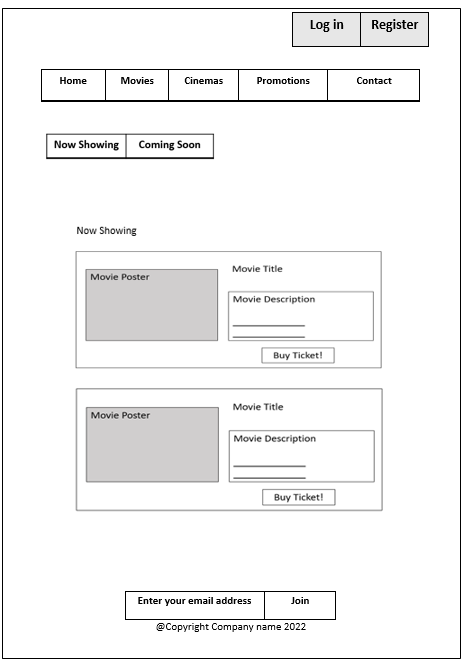 Log in Register
Home Movies Cinemas Promotions Contact
Now Showing Coming Soon
Now Showing
Movie Poster
Movie Title
Movie Description
Buy Ticket!
Movie Poster
Movie Title
Movie Description
Buy Ticket!
Enter your email address Join
@Copyright Company name 2022